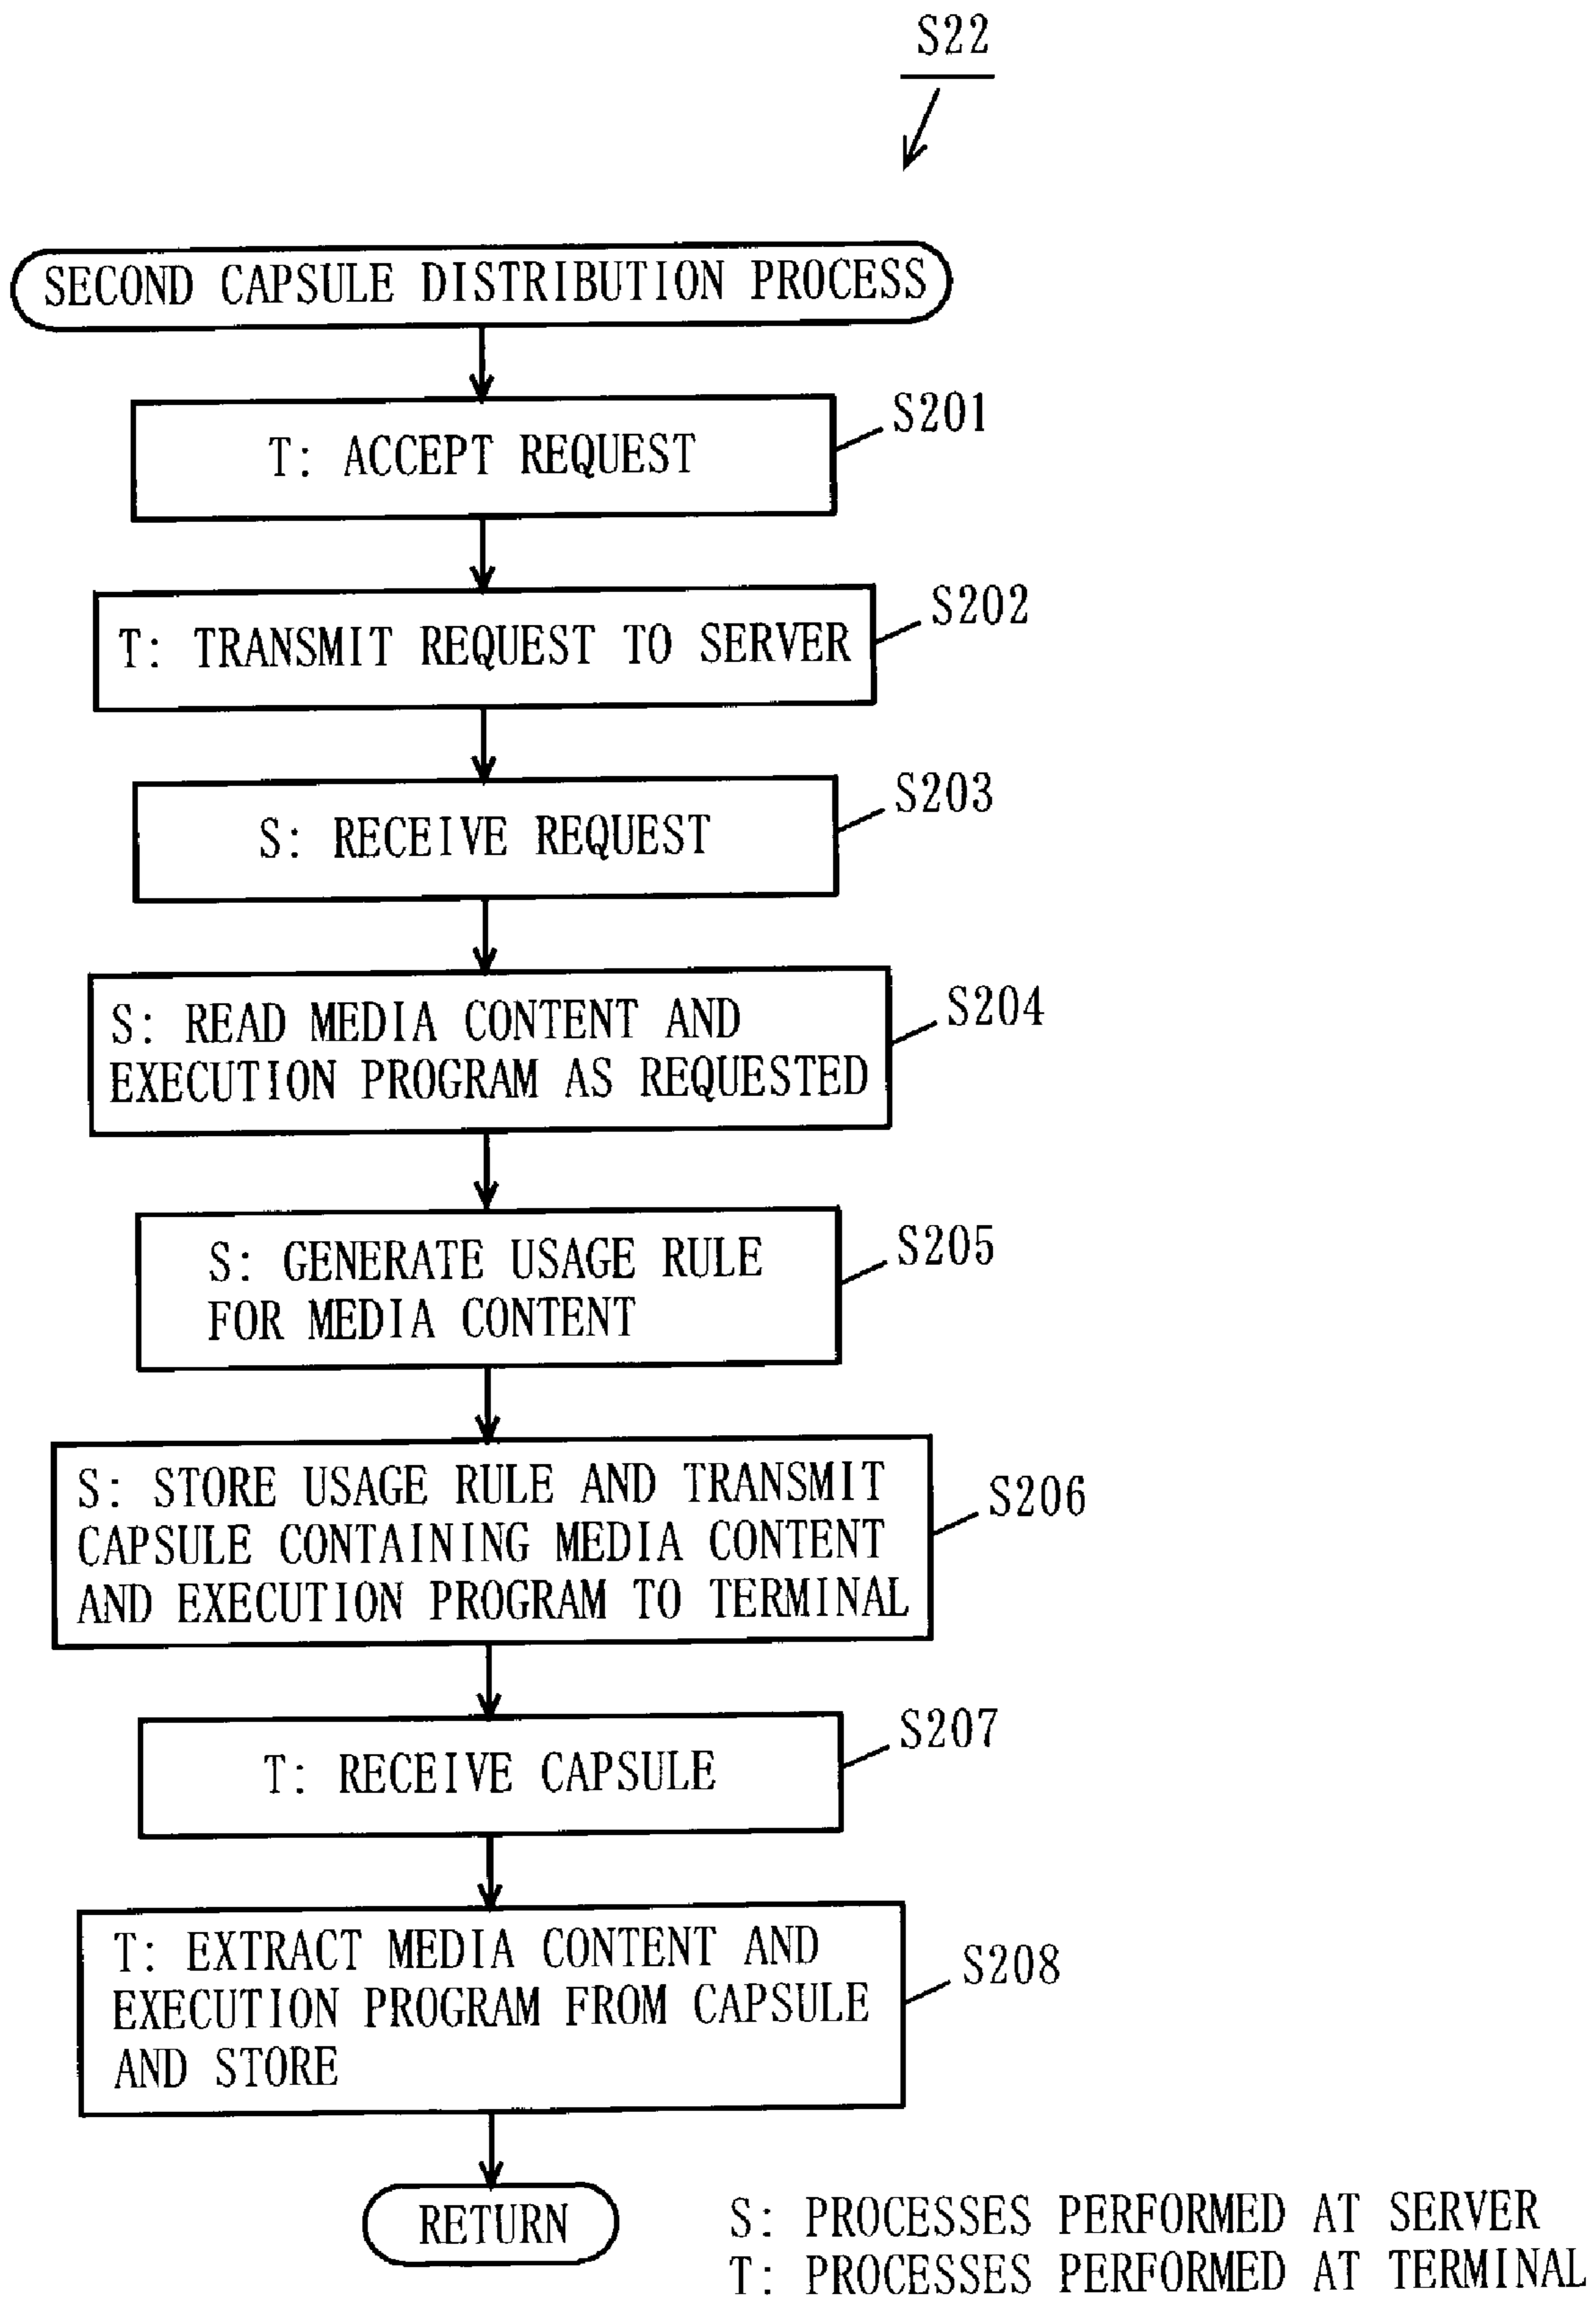 S22
SECOND CAPSULE DISTRIBUTION PROCESS
T: ACCEPT REQUEST
S201
T: TRANSMIT REQUEST TO SERVER
S202
S: RECEIVE REQUEST
S203
S: READ MEDIA CONTENT AND
EXECUTION PROGRAM AS REQUESTED
S204
S: GENERATE USAGE RULE
FOR MEDIA CONTENT
S205
S: STORE USAGE RULE AND TRANSMIT
CAPSULE CONTAINING MEDIA CONTENT
AND EXECUTION PROGRAM TO TERMINAL
S206
T: RECEIVE CAPSULE
S207
T: EXTRACT MEDIA CONTENT AND
EXECUTION PROGRAM FROM CAPSULE
AND STORE
S208
RETURN
S: PROCESSES PERFORMED AT SERVER
T: PROCESSES PERFORMED AT TERMINAL